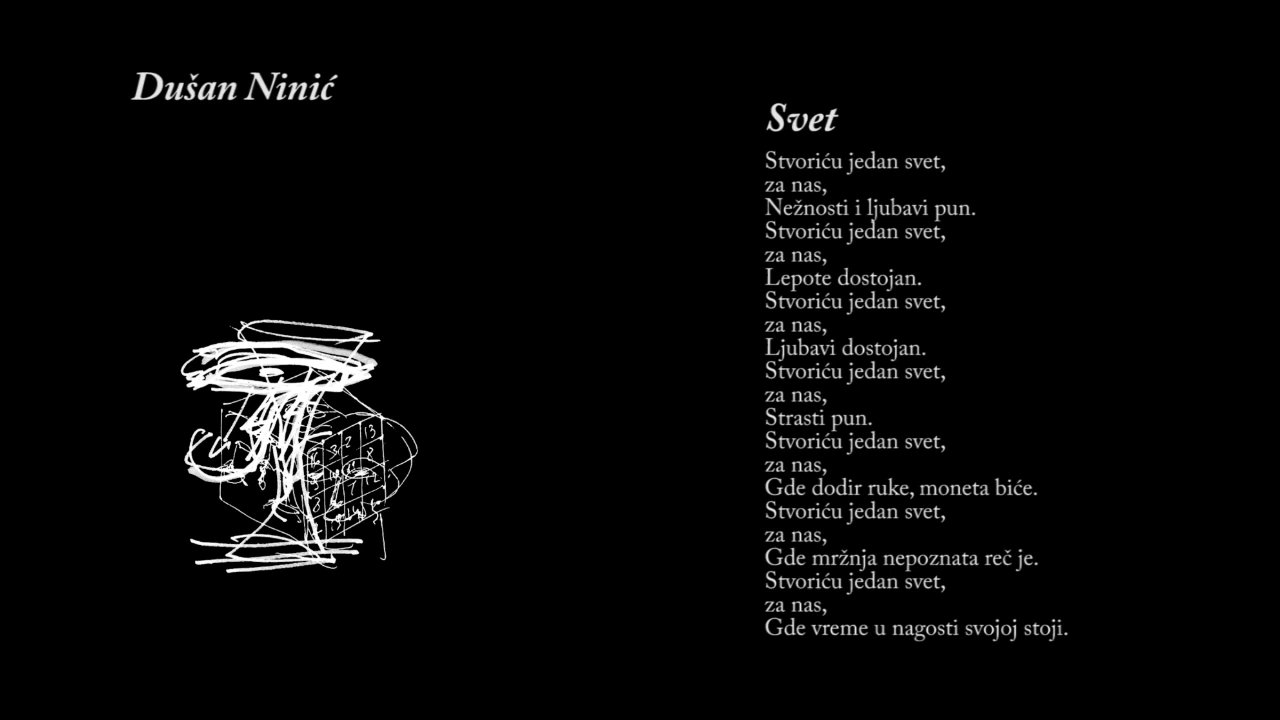 Dušan Ninić
Svet
Stvoriću jedan svet,
za nas,
Nežnosti i ljubavi pun.
Stvoriću jedan svet,
za nas,
Lepote dostojan.
Stvoriću jedan svet,
za nas,
Ljubavi dostojan.
Stvoriću jedan svet,
za nas,
Strasti pun.
Stvoriću jedan svet,
za nas,
Gde dodir ruke, moneta biće.
Stvoriću jedan svet,
za nas,
Gde mržnja nepoznata reč je.
Stvoriću jedan svet,
za nas,
Gde vreme u nagosti svojoj stoji.